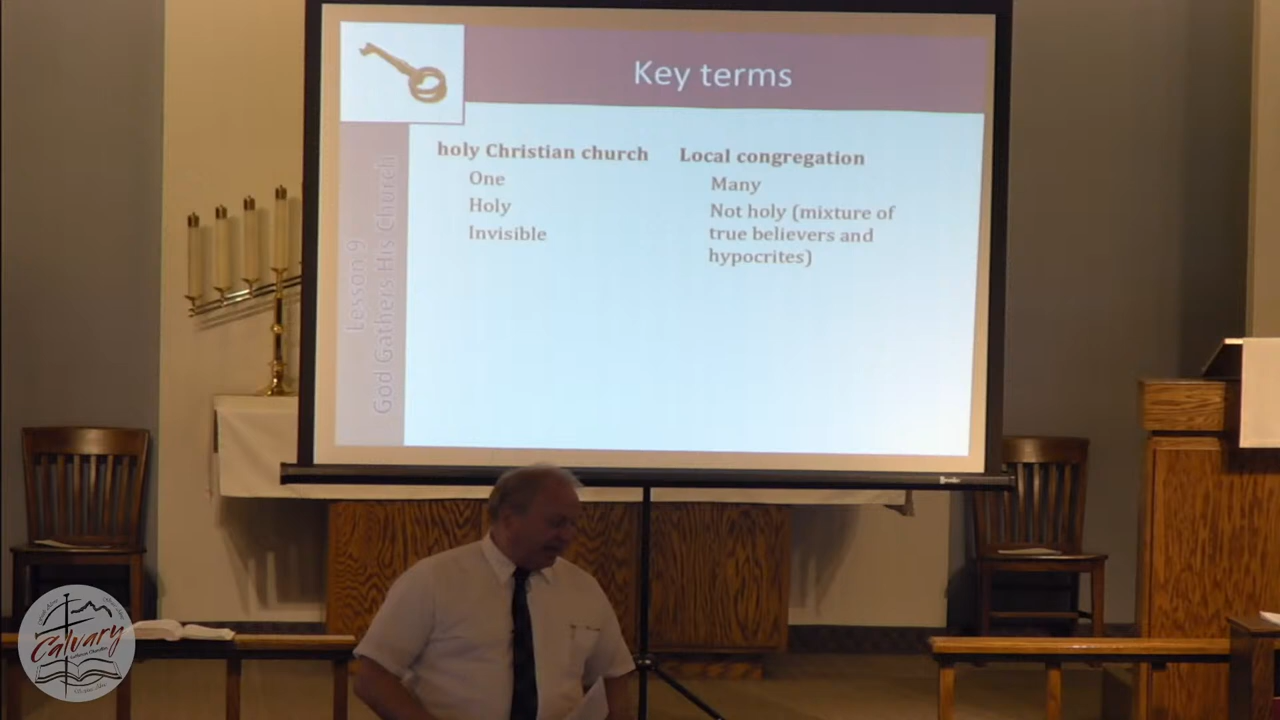 Key terms
holy Christian church
One
Holy
Invisible
Local congregation
Many
Not holy (mixture of
true believers and
hypocrites)
Lesson 9
God Gathers His Church
Calvary